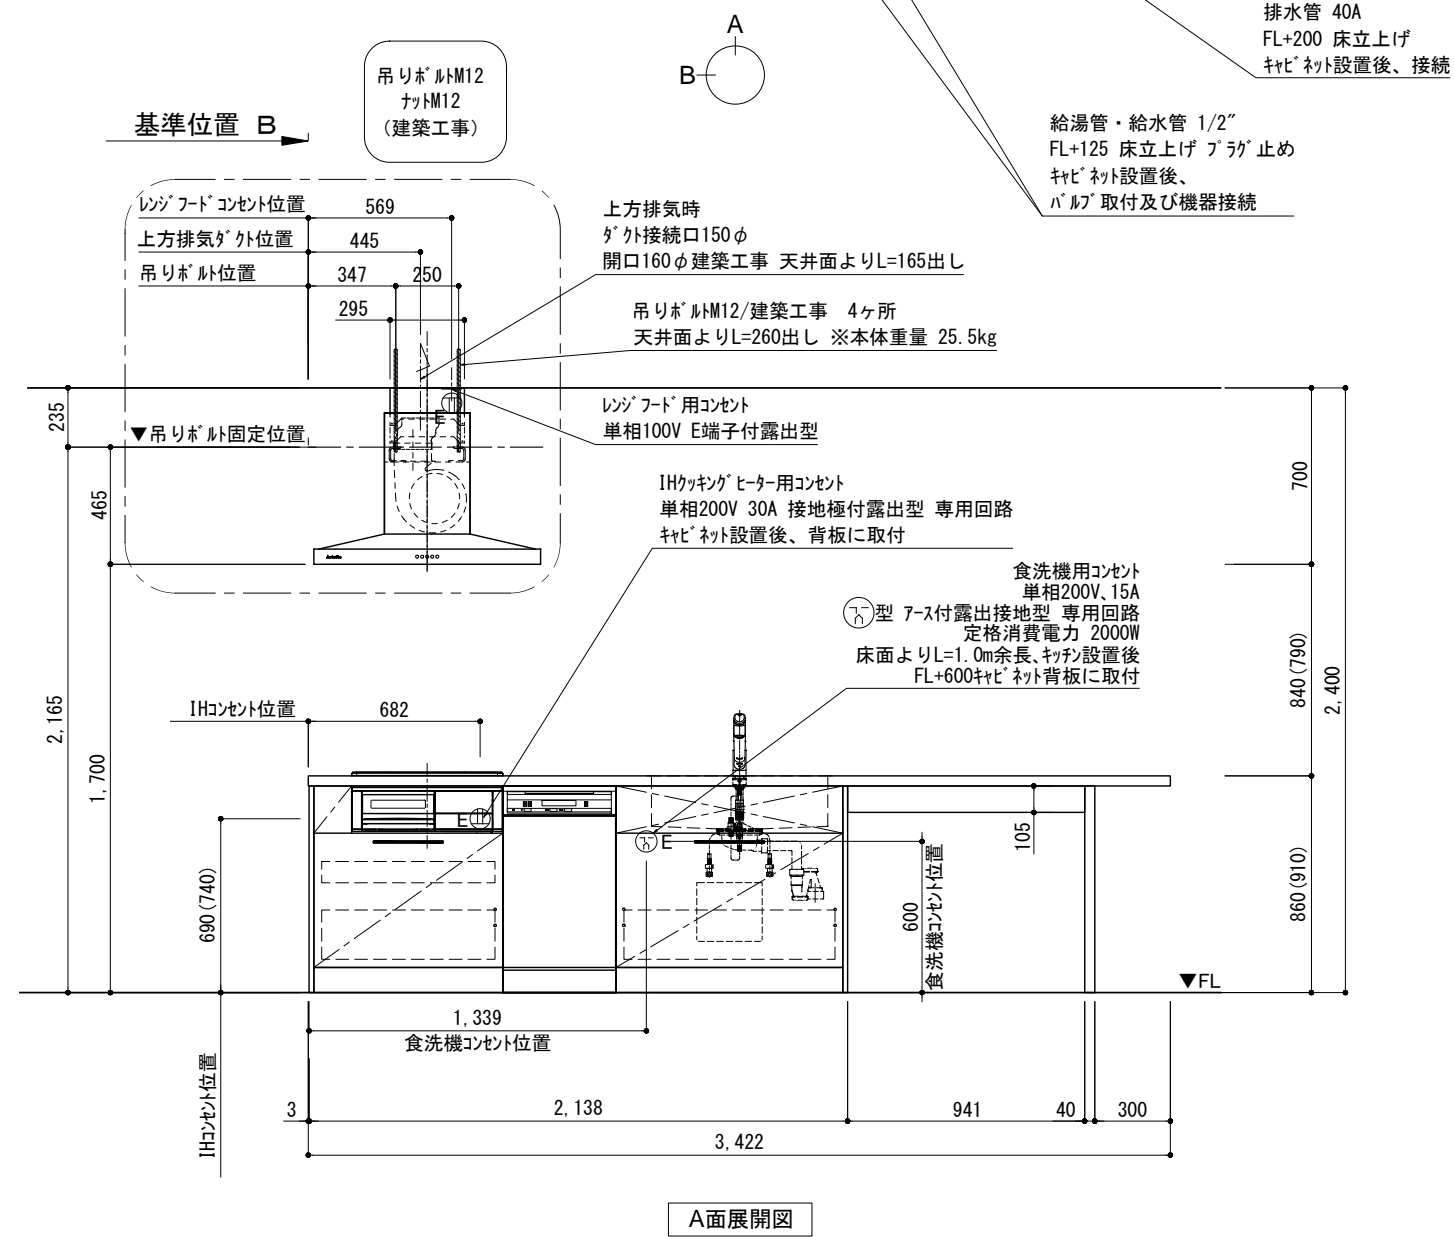 A
B
排水管 40A
FL+200 床立上げ
ｷｬﾋﾞﾈｯﾄ設置後、接続
吊りﾎﾞﾙﾄM12
ﾅｯﾄM12
(建築工事)
基準位置 B
給湯管・給水管 1/2″
FL+125 床立上げ ﾌﾟﾗｸﾞ止め
ｷｬﾋﾞﾈｯﾄ設置後、
ﾊﾞﾙﾌﾞ取付及び機器接続
ﾚﾝｼﾞﾌｰﾄﾞｺﾝｾﾝﾄ位置
569
上方排気ﾀﾞｸﾄ位置
445
吊りﾎﾞﾙﾄ位置
347
250
295
上方排気時
ﾀﾞｸﾄ接続口150φ
開口160φ建築工事 天井面よりL=165出し
吊りﾎﾞﾙﾄM12/建築工事 4ヶ所
天井面よりL=260出し ※本体重量 25.5kg
235
▼吊りﾎﾞﾙﾄ固定位置
E
ﾚﾝｼﾞﾌｰﾄﾞ用ｺﾝｾﾝﾄ
単相100V E端子付露出型
465
700
IHｸｯｷﾝｸﾞﾋｰﾀｰ用ｺﾝｾﾝﾄ
単相200V 30A 接地極付露出型 専用回路
ｷｬﾋﾞﾈｯﾄ設置後、背板に取付
食洗機用ｺﾝｾﾝﾄ
単相200V､15A
型 ｱｰｽ付露出接地型 専用回路
定格消費電力 2000W
床面よりL=1.0m余長､ｷｯﾁﾝ設置後
FL+600ｷｬﾋﾞﾈｯﾄ背板に取付
2,165
1,700
840(790)
2,400
IHｺﾝｾﾝﾄ位置
682
E
E
105
690(740)
600
食洗機ｺﾝｾﾝﾄ位置
860(910)
▼FL
1,339
食洗機ｺﾝｾﾝﾄ位置
IHｺﾝｾﾝﾄ位置
3
2,138
941
40
300
3,422
A面展開図